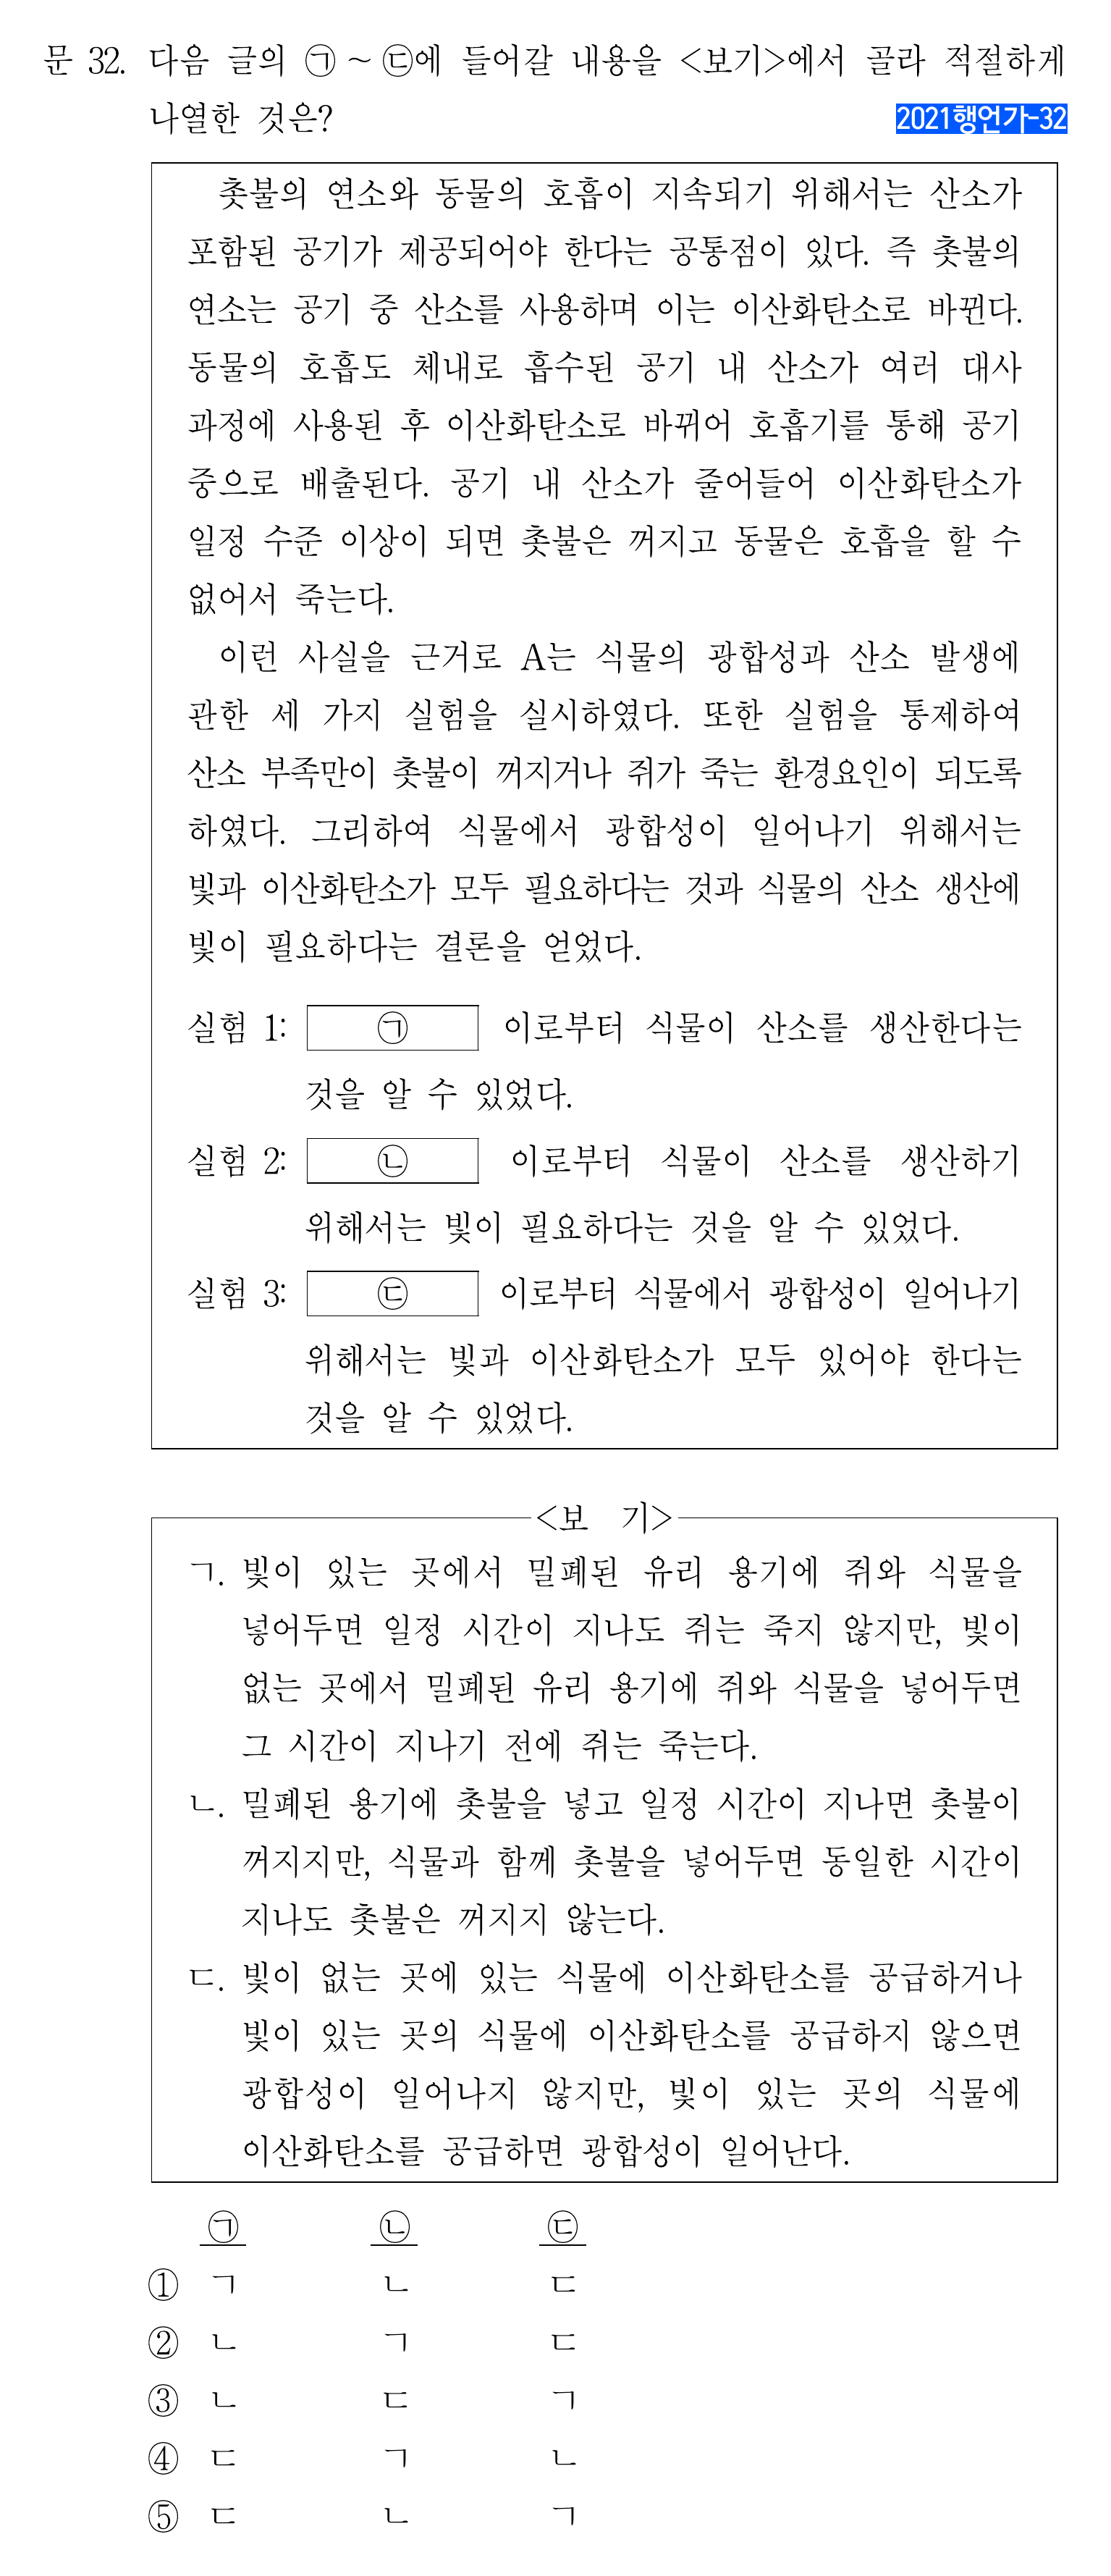 문 32. 다음 글의 ㉠~㉢에 들어갈 내용을 <보기>에서 골라 적절하게
나열한 것은?
2021행언가-32
촛불의 연소와 동물의 호흡이 지속되기 위해서는 산소가
포함된 공기가 제공되어야 한다는 공통점이 있다. 즉 촛불의
연소는 공기 중 산소를 사용하며 이는 이산화탄소로 바뀐다.
동물의 호흡도 체내로 흡수된 공기 내 산소가 여러 대사
과정에 사용된 후 이산화탄소로 바뀌어 호흡기를 통해 공기
중으로 배출된다. 공기 내 산소가 줄어들어 이산화탄소가
일정 수준 이상이 되면 촛불은 꺼지고 동물은 호흡을 할 수
없어서 죽는다.
이런 사실을 근거로 A는 식물의 광합성과 산소 발생에
관한 세 가지 실험을 실시하였다. 또한 실험을 통제하여
산소 부족만이 촛불이 꺼지거나 쥐가 죽는 환경요인이 되도록
하였다. 그리하여 식물에서 광합성이 일어나기 위해서는
빛과 이산화탄소가 모두 필요하다는 것과 식물의 산소 생산에
빛이 필요하다는 결론을 얻었다.
실험 1: ㉠ 이로부터 식물이 산소를 생산한다는
것을 알 수 있었다.
실험 2: ㉡ 이로부터 식물이 산소를 생산하기
위해서는 빛이 필요하다는 것을 알 수 있었다.
실험 3: ㉢ 이로부터 식물에서 광합성이 일어나기
위해서는 빛과 이산화탄소가 모두 있어야 한다는
것을 알 수 있었다.
<보 기>
ㄱ. 빛이 있는 곳에서 밀폐된 유리 용기에 쥐와 식물을
넣어두면 일정 시간이 지나도 쥐는 죽지 않지만, 빛이
없는 곳에서 밀폐된 유리 용기에 쥐와 식물을 넣어두면
그 시간이 지나기 전에 쥐는 죽는다.
ㄴ. 밀폐된 용기에 촛불을 넣고 일정 시간이 지나면 촛불이
꺼지지만, 식물과 함께 촛불을 넣어두면 동일한 시간이
지나도 촛불은 꺼지지 않는다.
ㄷ. 빛이 없는 곳에 있는 식물에 이산화탄소를 공급하거나
빛이 있는 곳의 식물에 이산화탄소를 공급하지 않으면
광합성이 일어나지 않지만, 빛이 있는 곳의 식물에
이산화탄소를 공급하면 광합성이 일어난다.
㉠ ㉡ ㉢
① ㄱ ㄴ ㄷ
② ㄴ ㄱ ㄷ
③ ㄴ ㄷ ㄱ
④ ㄷ ㄱ ㄴ
⑤ ㄷ ㄴ ㄱ